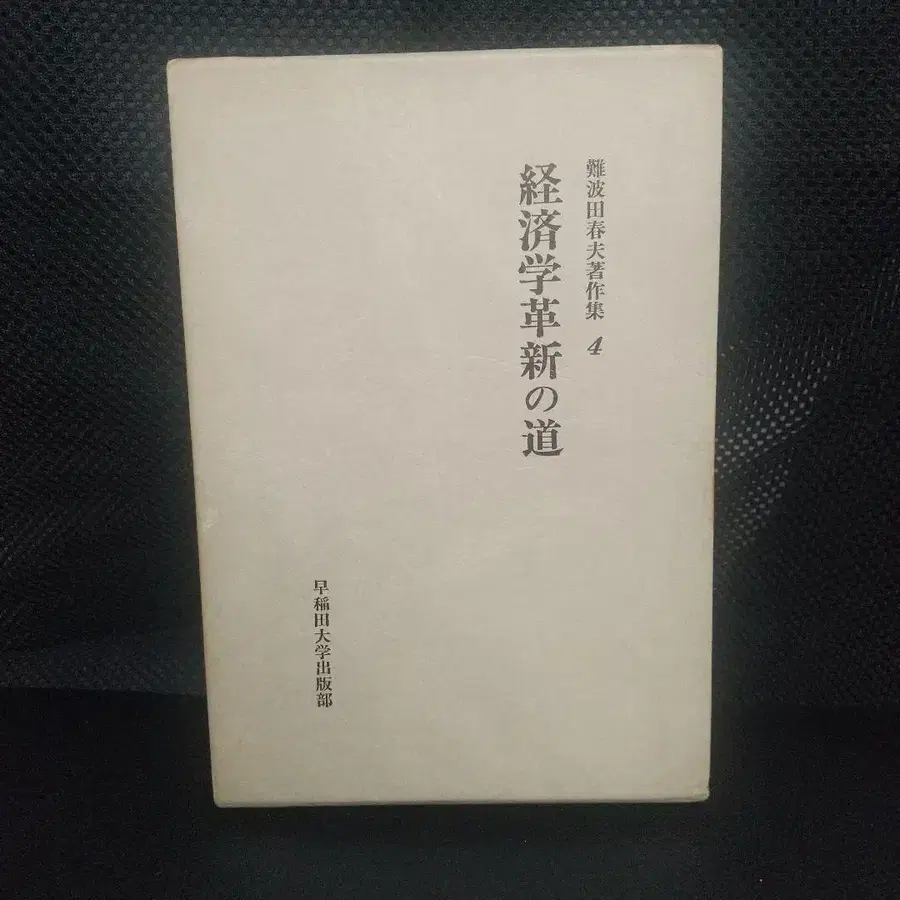 難波田春夫著作集 4
経済学革新の道
早稲田大学出版部